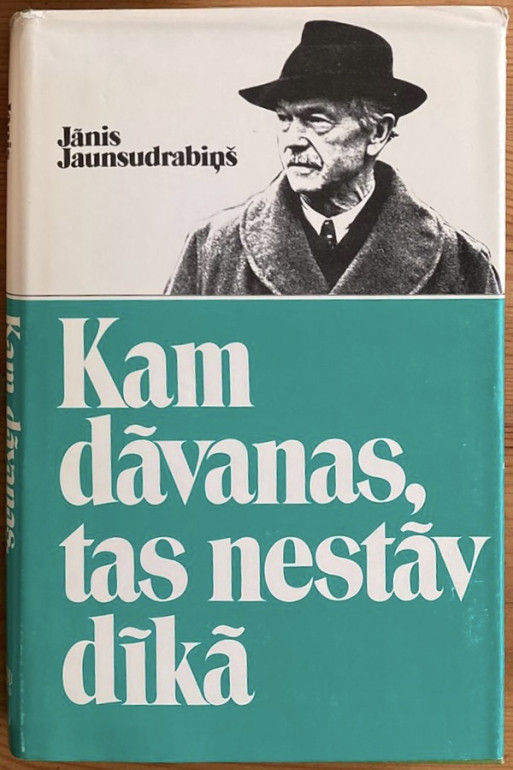 Jānis
Jaunsudrabiņš
Kam
dāvanas,
tas nestāv
dīkā
Kam dāvanas